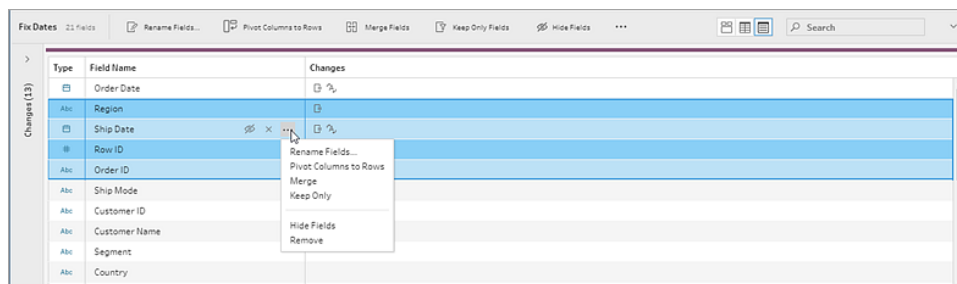 Fix Dates 21 fields Rename Fields... Pivot Columns to Rows Merge Fields Keep Only Fields Hide Fields ... Search
Changes (13)
Type Field Name Changes
Order Date
Abc Region
Ship Date
# Row ID
Abc Order ID
Abc Ship Mode
Abc Customer ID
Abc Customer Name
Abc Segment
Abc Country
Rename Fields...
Pivot Columns to Rows
Merge
Keep Only
Hide Fields
Remove